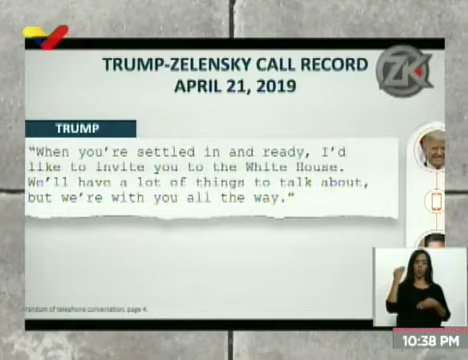 TRUMP-ZELENSKY CALL RECORD
APRIL 21, 2019
ZK
TRUMP
"When you're settled in and ready, I'd
like to invite you to the White House.
We'll have a lot of things to talk about,
but we're with you all the way."
randum of telephone conversation, page 4.
10:38 PM